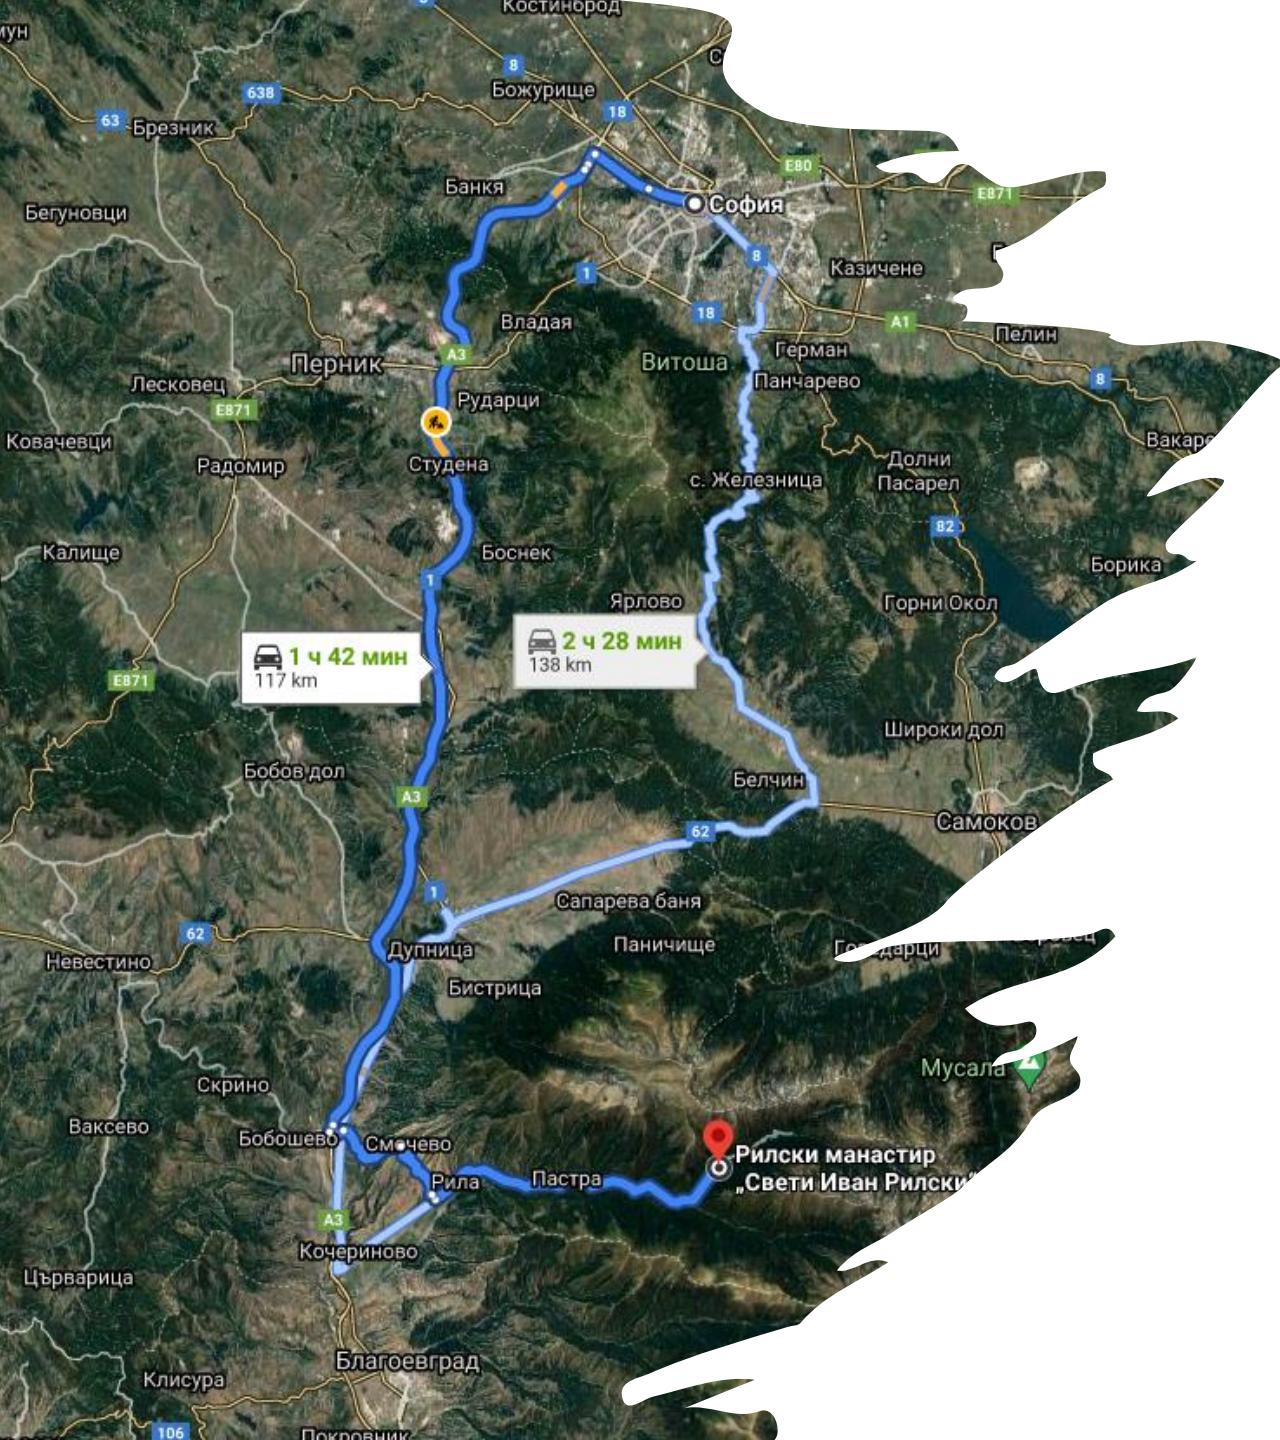 Костинброд
8
Божурище
638
18
63
Брезник
E80
Банкя
E871
Бегуновци
София
8
Казичене
1
18
A1
Владая
Пелин
Герман
A3
Перник
Витоша
Панчарево
8
Лесковец
Рударци
E871
Ковачевци
Вакаре
Радомир
Студена
Долни
Пасарел
с. Железница
82
Калище
Боснек
Борика
1
Ярлово
Горни Окол
2 ч 28 мин
138 km
1 ч 42 мин
117 km
E871
Широки дол
Бобов дол
Белчин
A3
Самоков
62
1
Сапарева баня
62
Паничище
Дупница
Невестино
Бистрица
Мусала
Скрино
Ваксево
Бобошево
Смочево
Рилски манастир
„Свети Иван Рилски“
Пастра
Рила
A3
Кочериново
Църварица
Благоевград
Клисура
106
Покровник